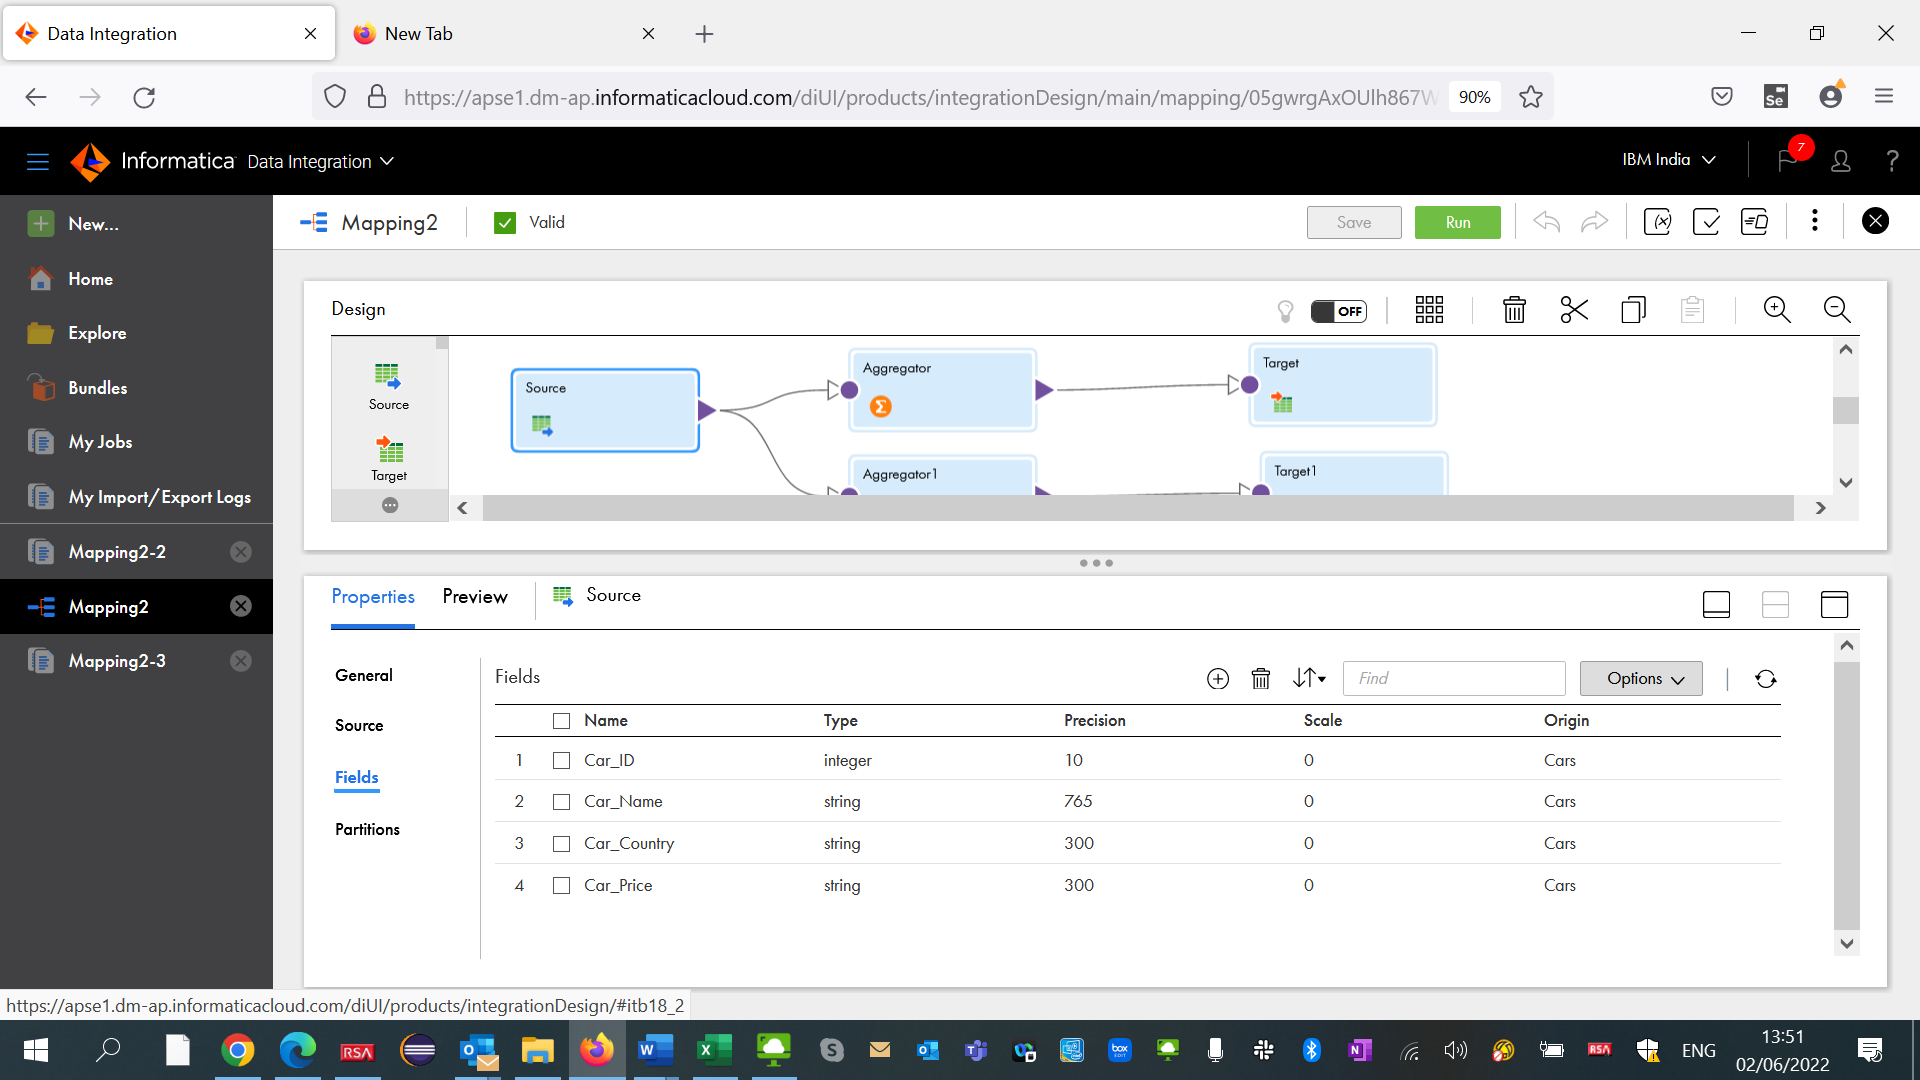 Data Integration
New Tab
https://apse1.dm-ap.informaticacloud.com/diUI/products/integrationDesign/main/mapping/05gwrgAxOUlh867W
90%
Se
Informatica Data Integration
IBM India
7
?
New...
Home
Explore
Bundles
My Jobs
My Import/Export Logs
Mapping2-2
Mapping2
Mapping2-3
Mapping2
Valid
Save
Run
Design
OFF
Source
Target
Source
Aggregator
Target
Aggregator1
Target1
Properties
Preview
Source
General
Source
Fields
Partitions
Fields
Find
Options
Name Type Precision Scale Origin
1 Car_ID integer 10 0 Cars
2 Car_Name string 765 0 Cars
3 Car_Country string 300 0 Cars
4 Car_Price string 300 0 Cars
https://apse1.dm-ap.informaticacloud.com/diUI/products/integrationDesign/#itb18_2
RSA
box
RSA
ENG
13:51
02/06/2022